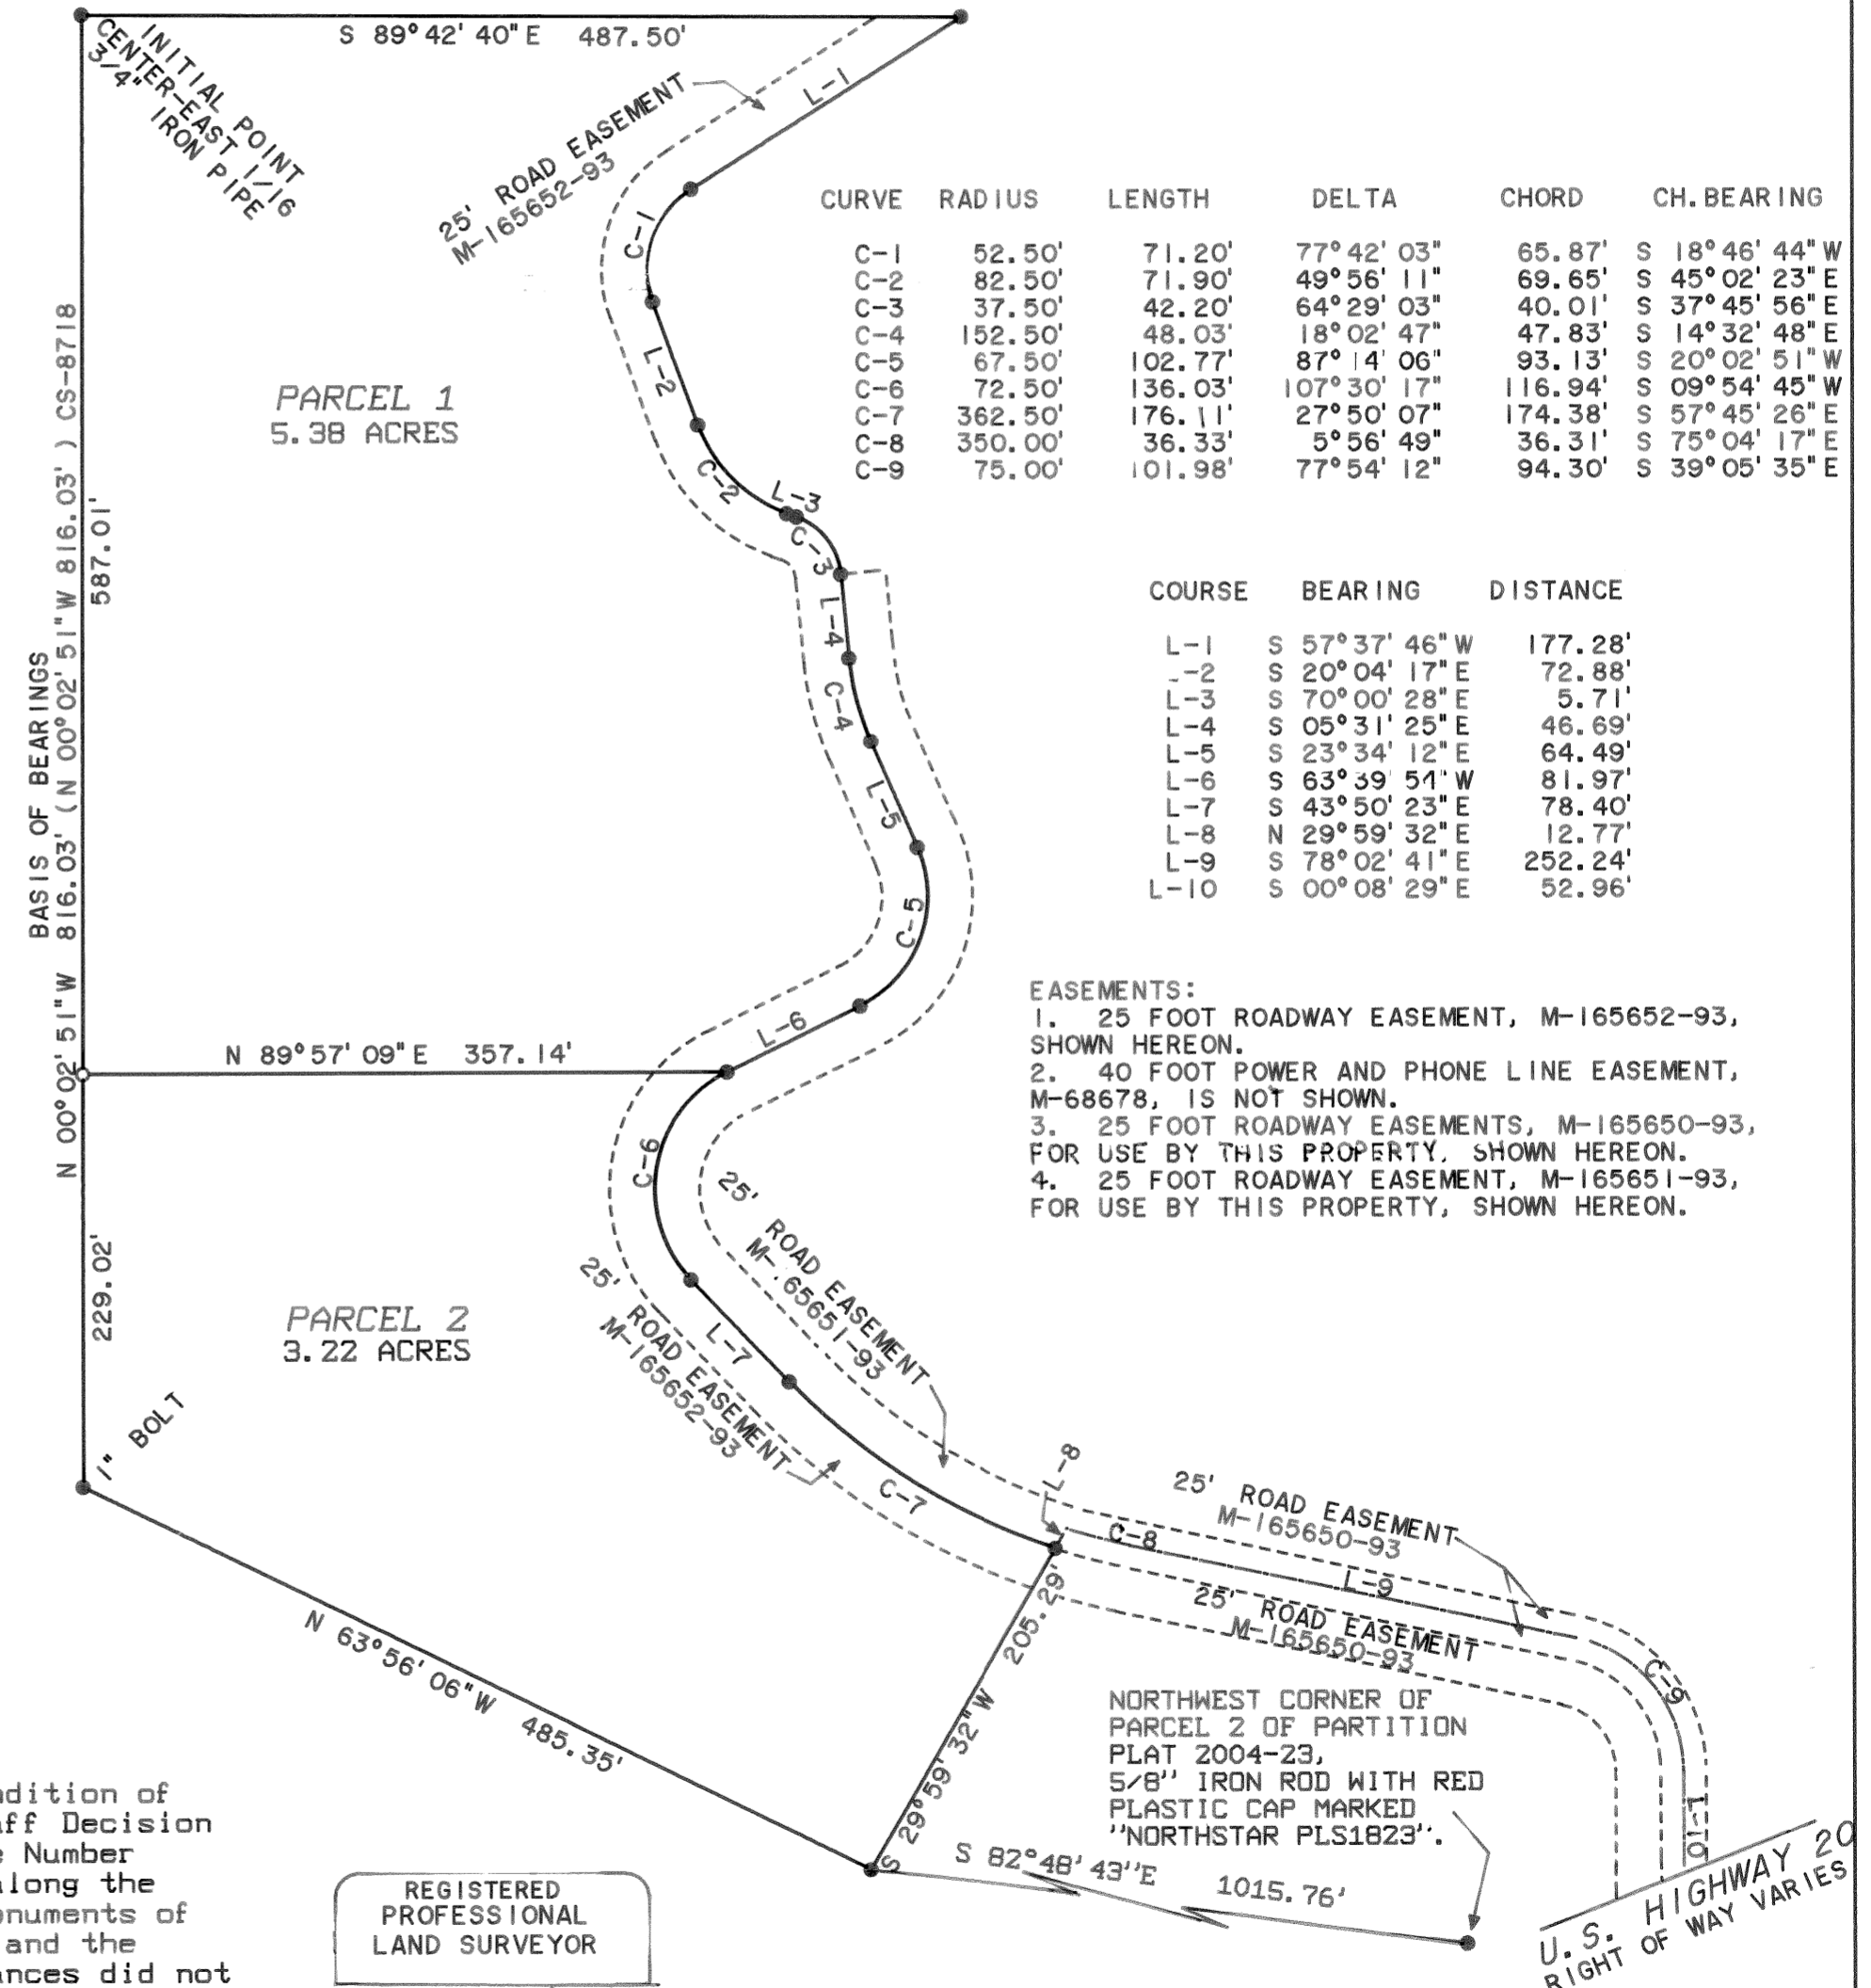 S 89°42'40"E 487.50'
INITIAL POINT
CENTER-EAST 1/16
3/4" IRON PIPE
L-1
25' ROAD EASEMENT
M-165652-93
C-1
L-2
C-2
L-3
C-3
L-4
C-4
L-5
C-5
L-6
PARCEL 1
5.38 ACRES
BASIS OF BEARINGS
N 00°02'51"W 816.03' (N 00°02'51"W 816.03') CS-8718
587.01'
CURVE RADIUS LENGTH DELTA CHORD CH.BEARING
C-1 52.50' 71.20' 77°42'03" 65.87' S 18°46'44"W
C-2 82.50' 71.90' 49°56'11" 69.65' S 45°02'23"E
C-3 37.50' 42.20' 64°29'03" 40.01' S 37°45'56"E
C-4 152.50' 48.03' 18°02'47" 47.83' S 14°32'48"E
C-5 67.50' 102.77' 87°14'06" 93.13' S 20°02'51"W
C-6 72.50' 136.03' 107°30'17" 116.94' S 09°54'45"W
C-7 362.50' 176.11' 27°50'07" 174.38' S 57°45'26"E
C-8 350.00' 36.33' 5°56'49" 36.31' S 75°04'17"E
C-9 75.00' 101.98' 77°54'12" 94.30' S 39°05'35"E
COURSE BEARING DISTANCE
L-1 S 57°37'46"W 177.28'
-2 S 20°04'17"E 72.88'
L-3 S 70°00'28"E 5.71'
L-4 S 05°31'25"E 46.69'
L-5 S 23°34'12"E 64.49'
L-6 S 63°39' W 81.97'
L-7 S 43°50'23"E 78.40'
L-8 N 29°59'32"E 12.77'
L-9 S 78°02'41"E 252.24'
L-10 S 00°08'29"E 52.96'
EASEMENTS:
1. 25 FOOT ROADWAY EASEMENT, M-165652-93,
SHOWN HEREON.
2. 40 FOOT POWER AND PHONE LINE EASEMENT,
M-68678, IS NOT SHOWN.
3. 25 FOOT ROADWAY EASEMENTS, M-165650-93,
FOR USE BY THIS PROPERTY, SHOWN HEREON.
4. 25 FOOT ROADWAY EASEMENT, M-165651-93,
FOR USE BY THIS PROPERTY, SHOWN HEREON.
N 89°57'09"E 357.14'
229.02'
PARCEL 2
3.22 ACRES
1" BOLT
C-6
L-7
C-7
25' ROAD EASEMENT
M-165652-93
25' ROAD EASEMENT
M-.65651-93
L-8
C-8
L-9
25' ROAD EASEMENT
M-165650-93
25' ROAD EASEMENT
M-165650-93
C-9
L-10
N 63°56'06"W 485.35'
S 29°59'32"W 205.29'
NORTHWEST CORNER OF
PARCEL 2 OF PARTITION
PLAT 2004-23,
5/8'' IRON ROD WITH RED
PLASTIC CAP MARKED
''NORTHSTAR PLS1823''.
S 82°48'43''E 1015.76'
U.S. HIGHWAY 20
RIGHT OF WAY VARIES
ndition of
aff Decision
e Number
along the
onuments of
and the
ances did not
REGISTERED
PROFESSIONAL
LAND SURVEYOR